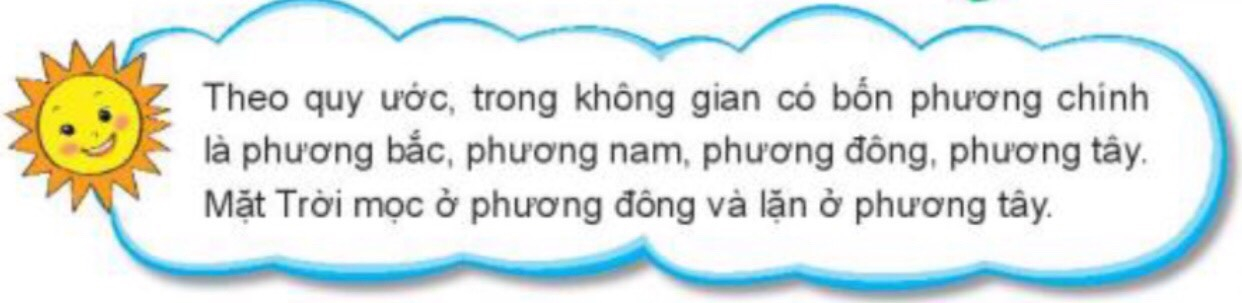 Theo quy ước, trong không gian có bốn phương chính
là phương bắc, phương nam, phương đông, phương tây.
Mặt Trời mọc ở phương đông và lặn ở phương tây.